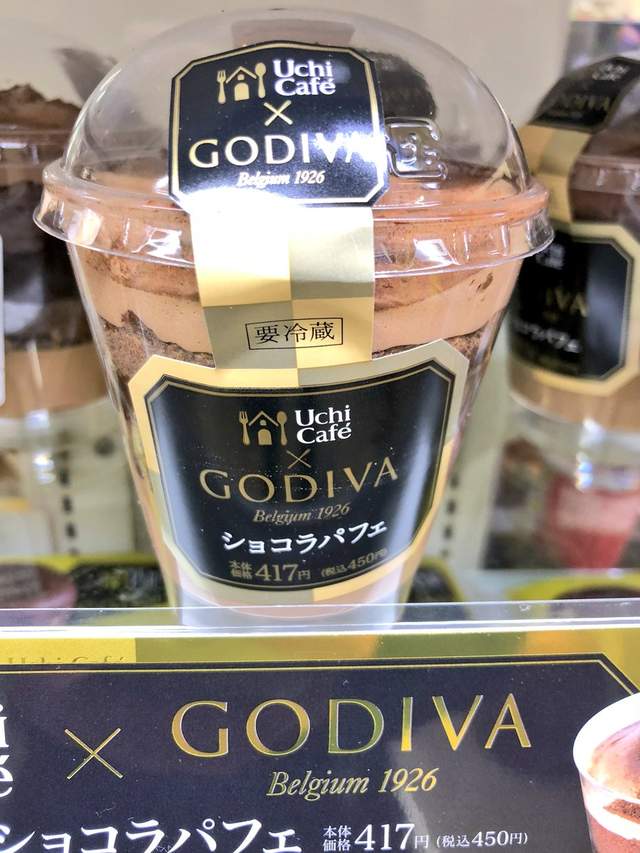 Uchi
Café
×
GODIVA
Belgium 1926
要冷蔵
Uchi
Café
×
GODIVA
Belgium 1926
ショコラパフェ
本体価格 417円 (税込450円)
× GODIVA
Belgium 1926
ショコラパフェ 本体価格 417円 (税込450円)